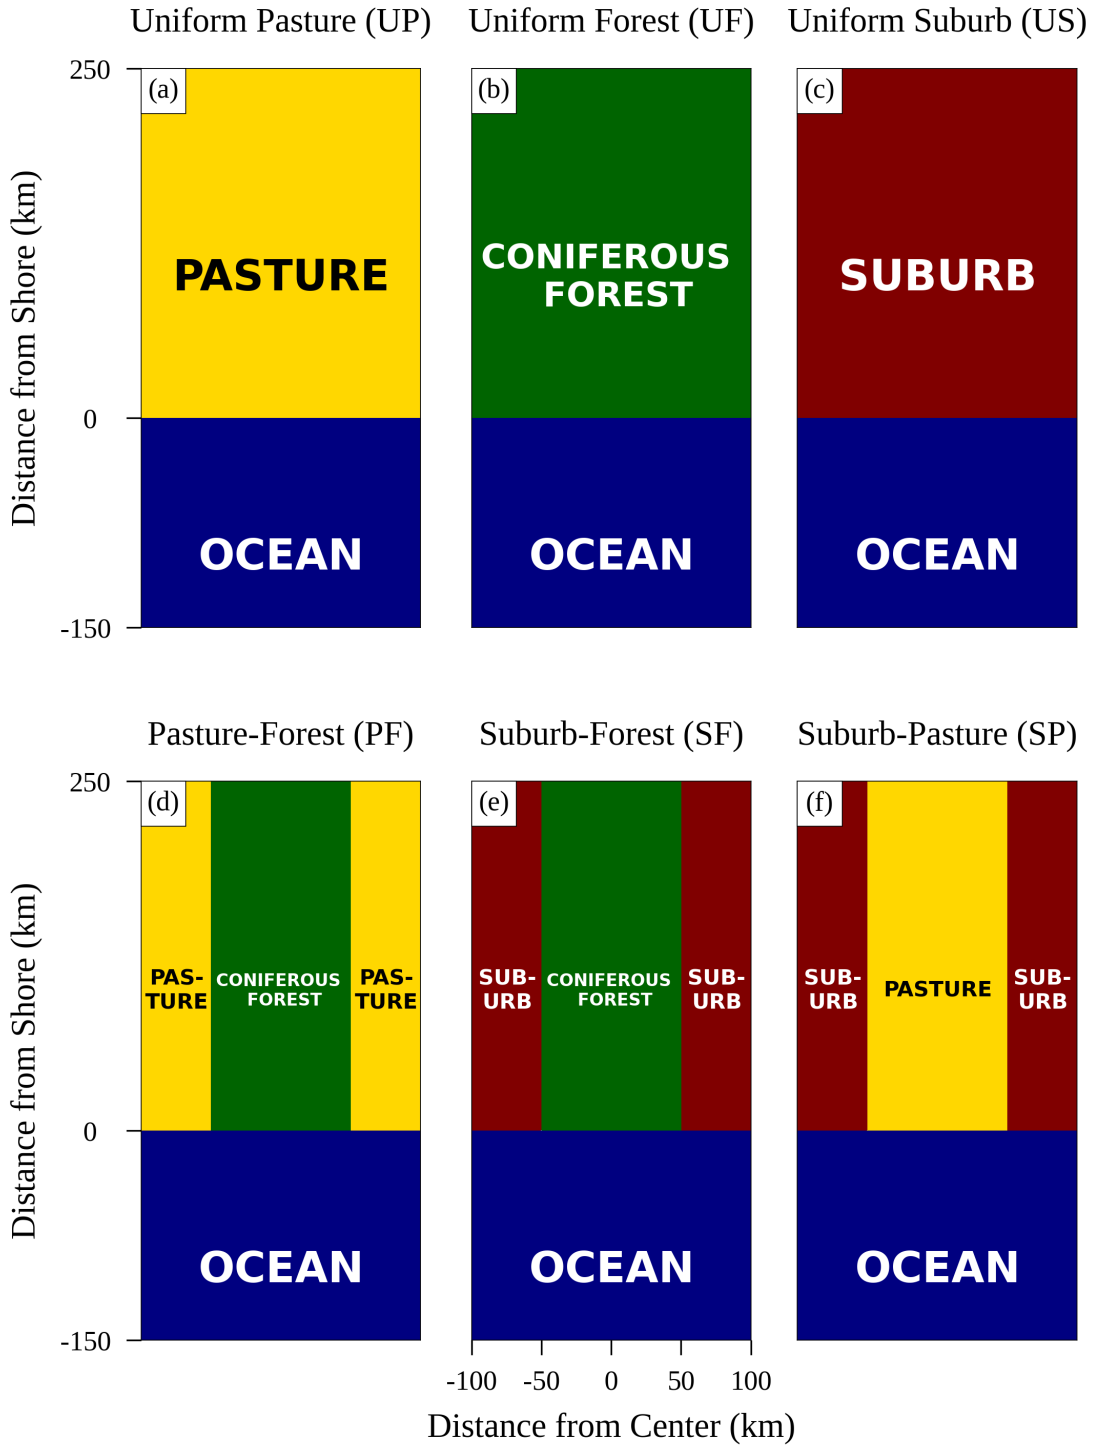 Uniform Pasture (UP)
Uniform Forest (UF)
Uniform Suburb (US)
250
(a)
(b)
(c)
Distance from Shore (km)
PASTURE
CONIFEROUS
FOREST
SUBURB
0
OCEAN
OCEAN
OCEAN
-150
Pasture-Forest (PF)
Suburb-Forest (SF)
Suburb-Pasture (SP)
250
(d)
(e)
(f)
Distance from Shore (km)
PAS-
TURE
CONIFEROUS
FOREST
PAS-
TURE
SUB-
URB
CONIFEROUS
FOREST
SUB-
URB
SUB-
URB
PASTURE
SUB-
URB
0
OCEAN
OCEAN
OCEAN
-150
-100 -50 0 50 100
Distance from Center (km)